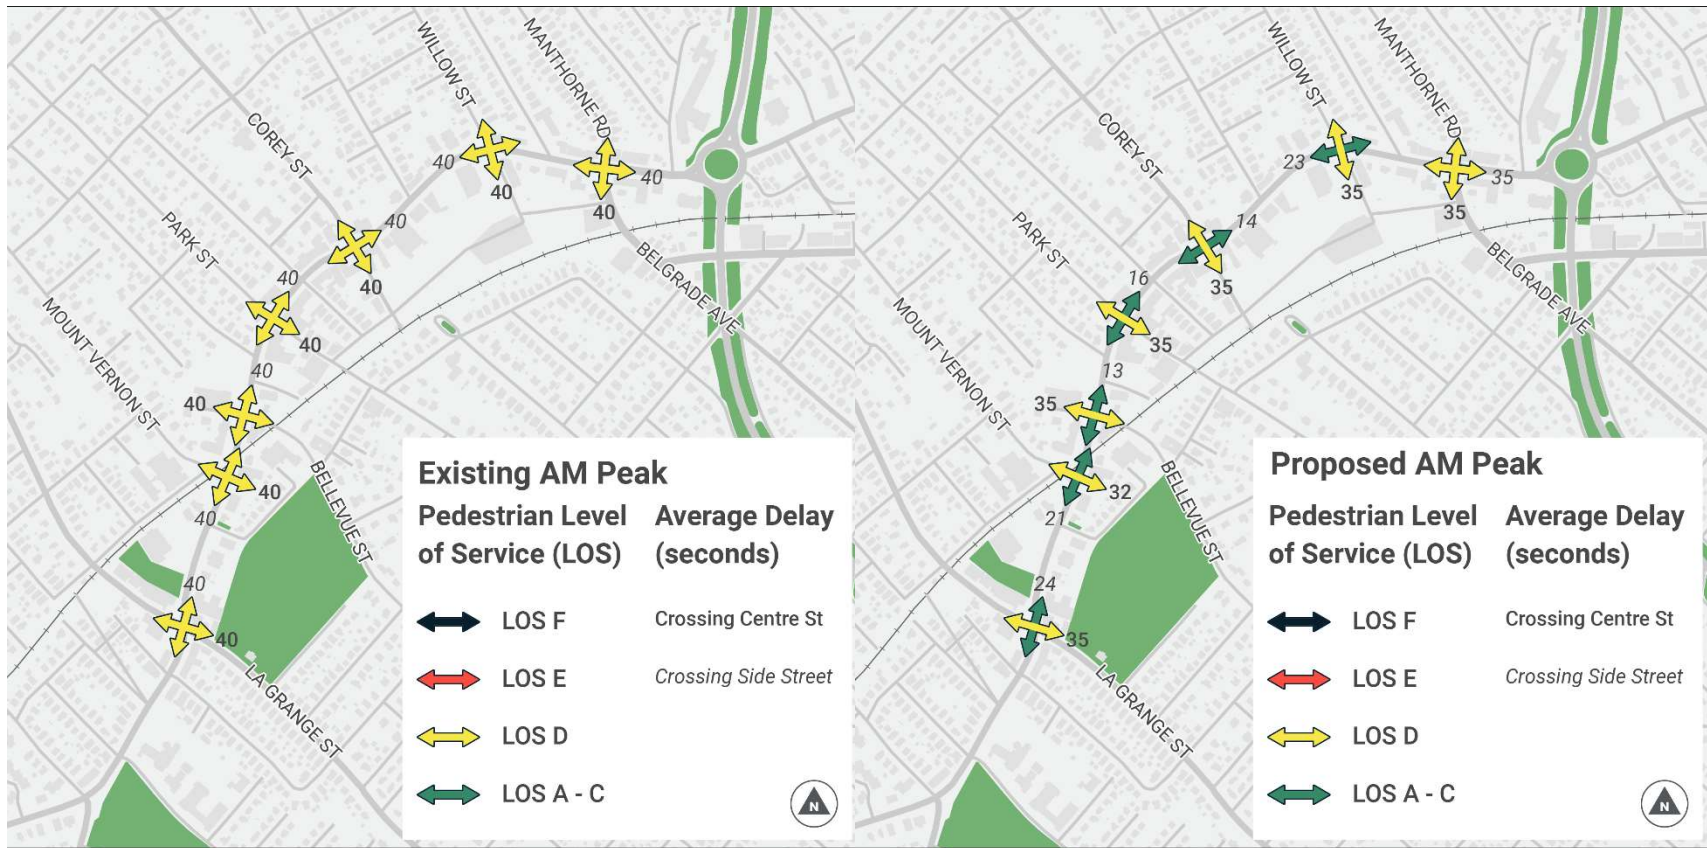 WILLOW ST
MANTHORNE RD
COREY ST
40
40
40
40
40
PARK ST
40
40
BELGRADE AVE
40
MOUNT VERNON ST
40
40
40
40
40
BELLEVUE ST
40
40
LA GRANGE ST
Existing AM Peak
Pedestrian Level
of Service (LOS)
Average Delay
(seconds)
LOS F
Crossing Centre St
LOS E
Crossing Side Street
LOS D
LOS A - C
N
WILLOW ST
MANTHORNE RD
COREY ST
23
35
35
35
14
PARK ST
35
16
BELGRADE AVE
35
MOUNT VERNON ST
13
35
32
21
BELLEVUE ST
24
35
LA GRANGE ST
Proposed AM Peak
Pedestrian Level
of Service (LOS)
Average Delay
(seconds)
LOS F
Crossing Centre St
LOS E
Crossing Side Street
LOS D
LOS A - C
N